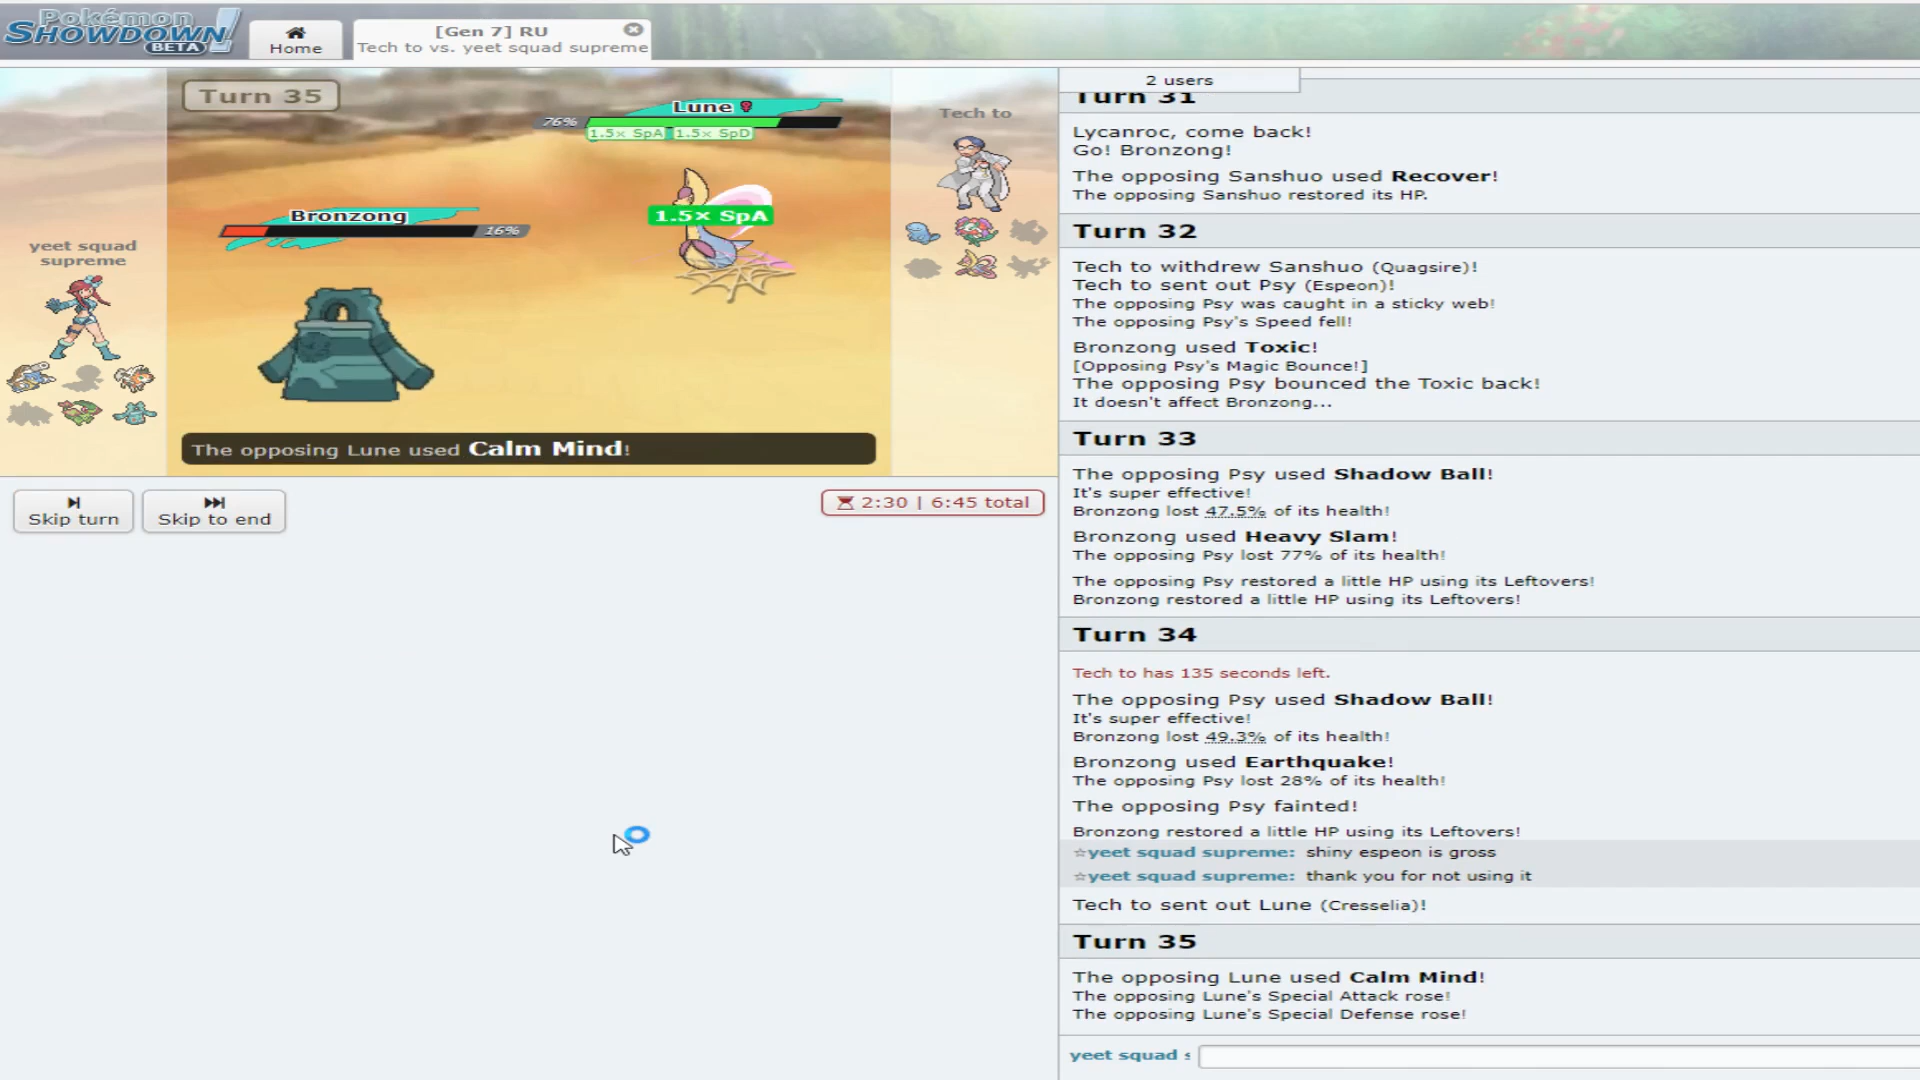 Pokémon
SHOWDOWN!
BETA
Home
[Gen 7] RU
Tech to vs. yeet squad supreme
Turn 35
Lune
76%
1.5× SpA 1.5× SpD
Bronzong
16%
1.5× SpA
yeet squad
supreme
Tech to
The opposing Lune used Calm Mind!
Skip turn
Skip to end
2:30 | 6:45 total
2 users
Turn 31
Lycanroc, come back!
Go! Bronzong!
The opposing Sanshuo used Recover!
The opposing Sanshuo restored its HP.
Turn 32
Tech to withdrew Sanshuo (Quagsire)!
Tech to sent out Psy (Espeon)!
The opposing Psy was caught in a sticky web!
The opposing Psy's Speed fell!
Bronzong used Toxic!
[Opposing Psy's Magic Bounce!]
The opposing Psy bounced the Toxic back!
It doesn't affect Bronzong...
Turn 33
The opposing Psy used Shadow Ball!
It's super effective!
Bronzong lost 47.5% of its health!
Bronzong used Heavy Slam!
The opposing Psy lost 77% of its health!
The opposing Psy restored a little HP using its Leftovers!
Bronzong restored a little HP using its Leftovers!
Turn 34
Tech to has 135 seconds left.
The opposing Psy used Shadow Ball!
It's super effective!
Bronzong lost 49.3% of its health!
Bronzong used Earthquake!
The opposing Psy lost 28% of its health!
The opposing Psy fainted!
Bronzong restored a little HP using its Leftovers!
☆yeet squad supreme: shiny espeon is gross
☆yeet squad supreme: thank you for not using it
Tech to sent out Lune (Cresselia)!
Turn 35
The opposing Lune used Calm Mind!
The opposing Lune's Special Attack rose!
The opposing Lune's Special Defense rose!
yeet squad s